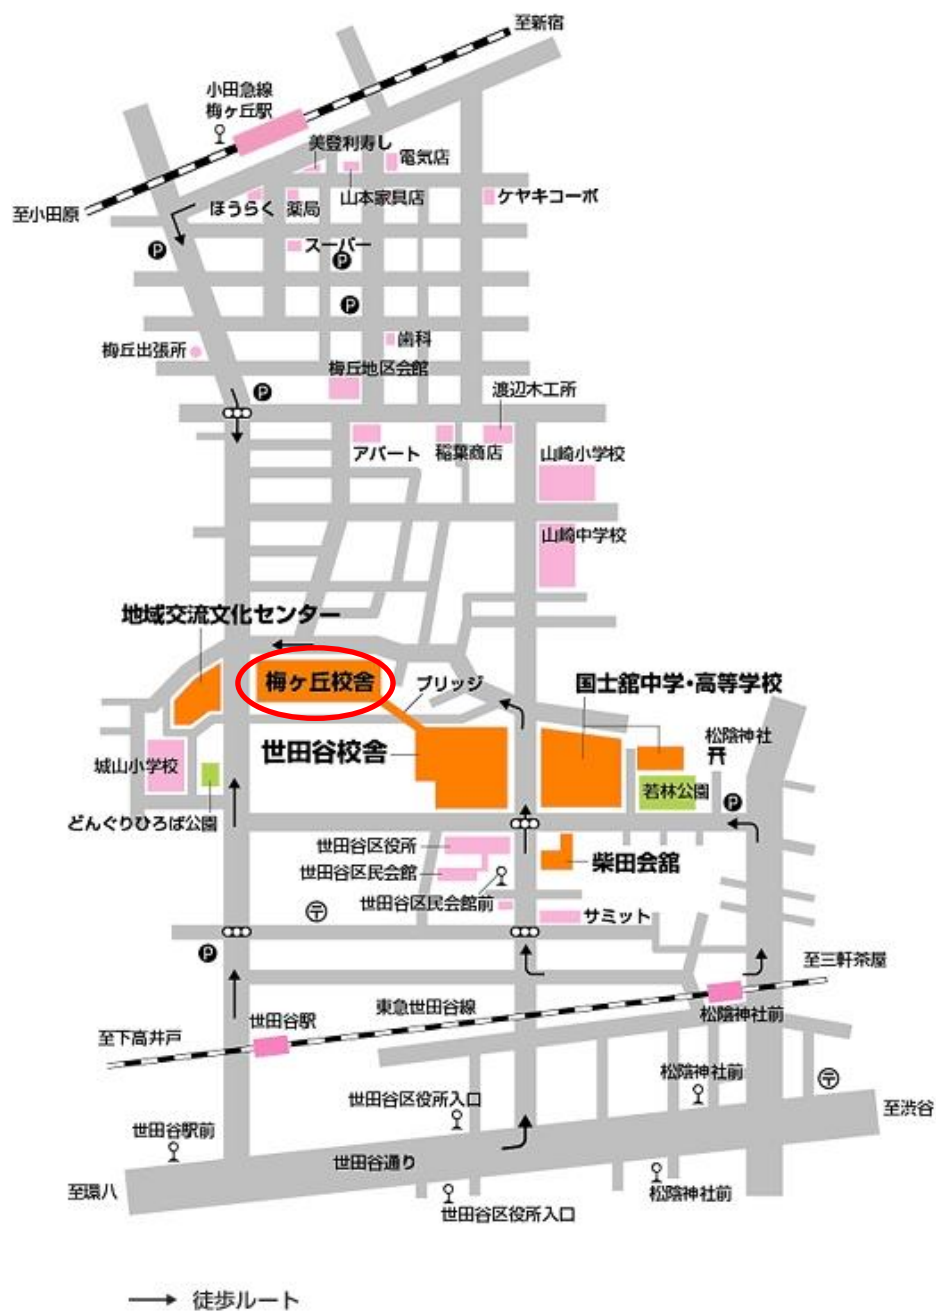 至新宿
小田急線
梅ヶ丘駅
美登利寿し
電気店
至小田原
ほうらく
薬局
山本家具店
ケヤキコーポ
スーパー
P
P
P
歯科
梅丘出張所
梅丘地区会館
P
渡辺木工所
アパート
稲葉商店
山崎小学校
山崎中学校
地域交流文化センター
梅ヶ丘校舎
ブリッジ
国士舘中学・高等学校
世田谷校舎
松陰神社
城山小学校
若林公園
P
どんぐりひろば公園
世田谷区役所
世田谷区民会館
柴田会舘
世田谷区民会館前
〒
サミット
P
至三軒茶屋
東急世田谷線
世田谷駅
松陰神社前
至下高井戸
松陰神社前
〒
世田谷区役所入口
至渋谷
世田谷駅前
世田谷通り
至環八
松陰神社前
世田谷区役所入口
徒歩ルート